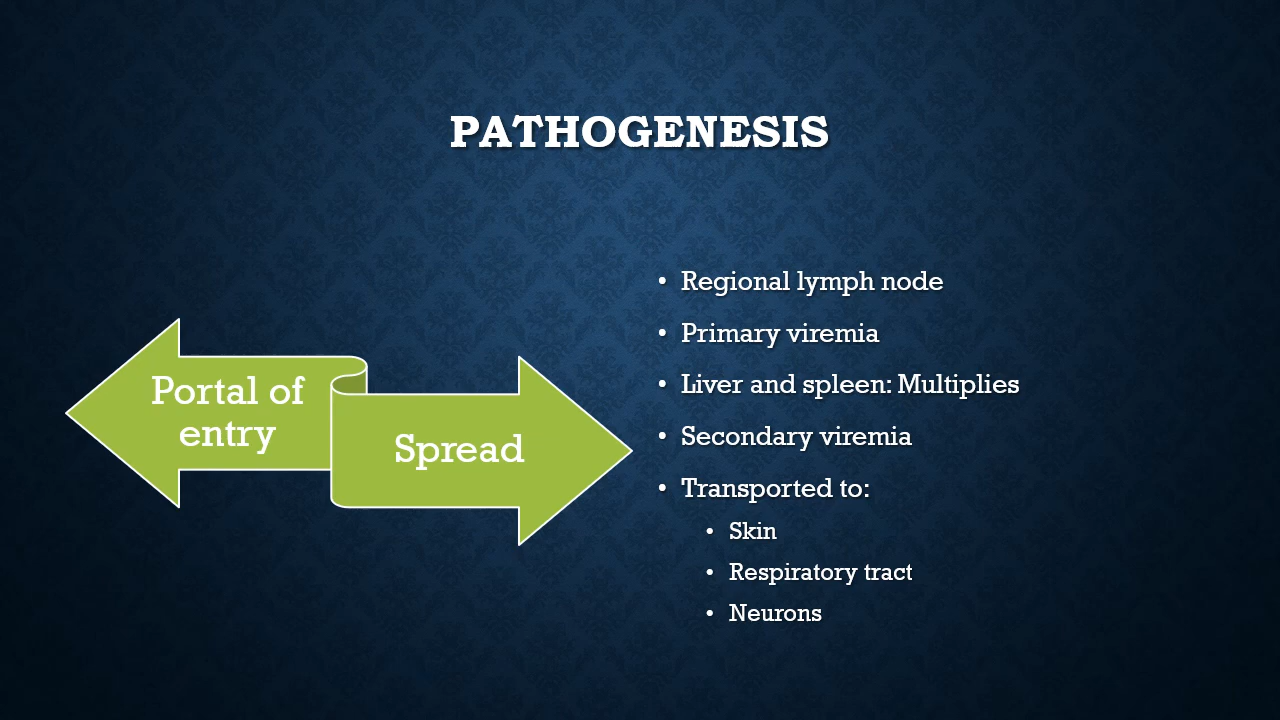 PATHOGENESIS
Portal of
entry
Spread
• Regional lymph node
• Primary viremia
• Liver and spleen: Multiplies
• Secondary viremia
• Transported to:
• Skin
• Respiratory tract
• Neurons